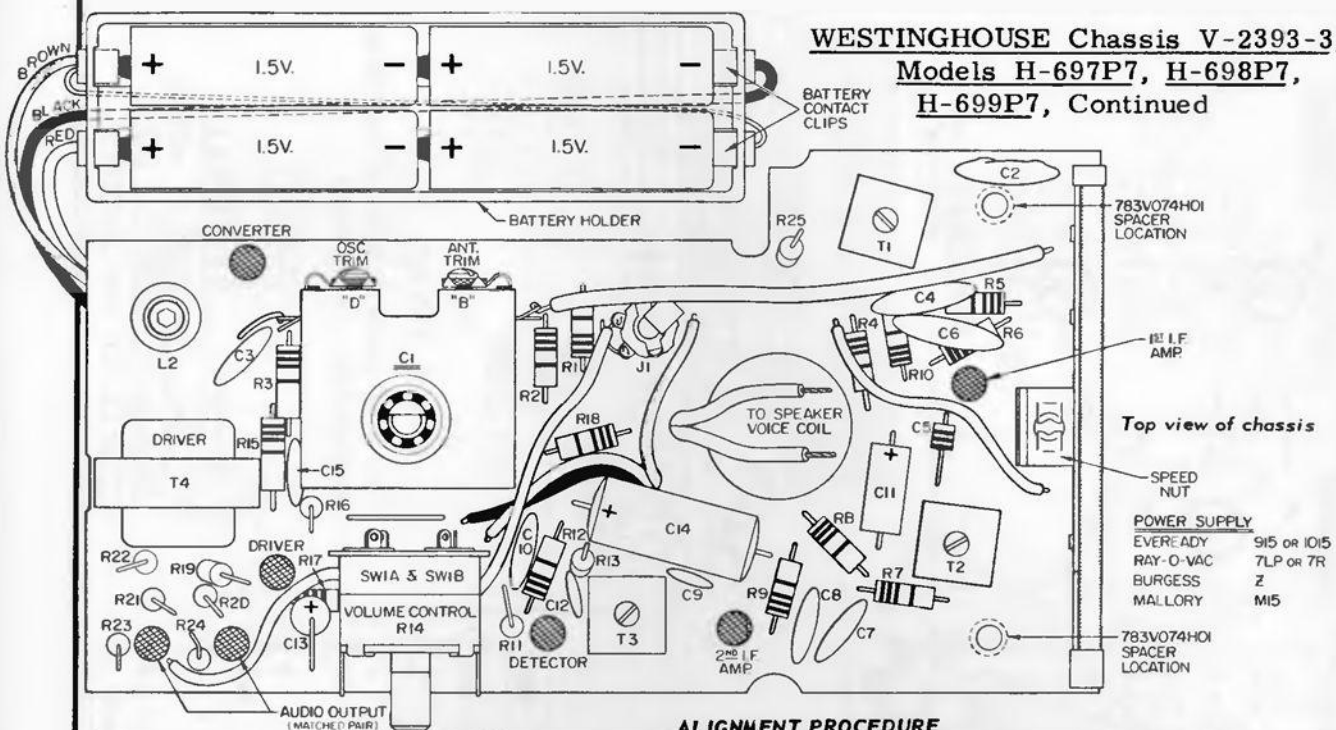 WESTINGHOUSE Chassis V-2393-3
Models H-697P7, H-698P7,
H-699P7, Continued
BROWN
BLACK
RED
+ 1.5V. -
+ 1.5V. -
+ 1.5V. -
+ 1.5V. -
BATTERY
CONTACT
CLIPS
BATTERY HOLDER
CONVERTER
OSC.
TRIM
ANT.
TRIM
"D"
"B"
L2
C3
R3
C1
R2
R1
J1
R25
T1
C2
783V074H01
SPACER
LOCATION
C4
R5
C6
R6
R4
R10
1ST I.F.
AMP.
TO SPEAKER
VOICE COIL
R18
C5
Top view of chassis
SPEED
NUT
DRIVER
T4
R15
C15
R16
+
C11
+
C14
R8
T2
R7
POWER SUPPLY
EVEREADY 915 OR 1015
RAY-O-VAC 7LP OR 7R
BURGESS Z
MALLORY M15
R22
R19
DRIVER
R17
SW1A & SW1B
C
10
R12
R13
C9
R9
C8
C7
R21
R20
+
C13
VOLUME CONTROL
R14
C12
T3
R11
R23
R24
DETECTOR
2ND I.F.
AMP.
783V074H01
SPACER
LOCATION
AUDIO OUTPUT
(MATCHED PAIR)
ALIGNMENT PROCEDURE